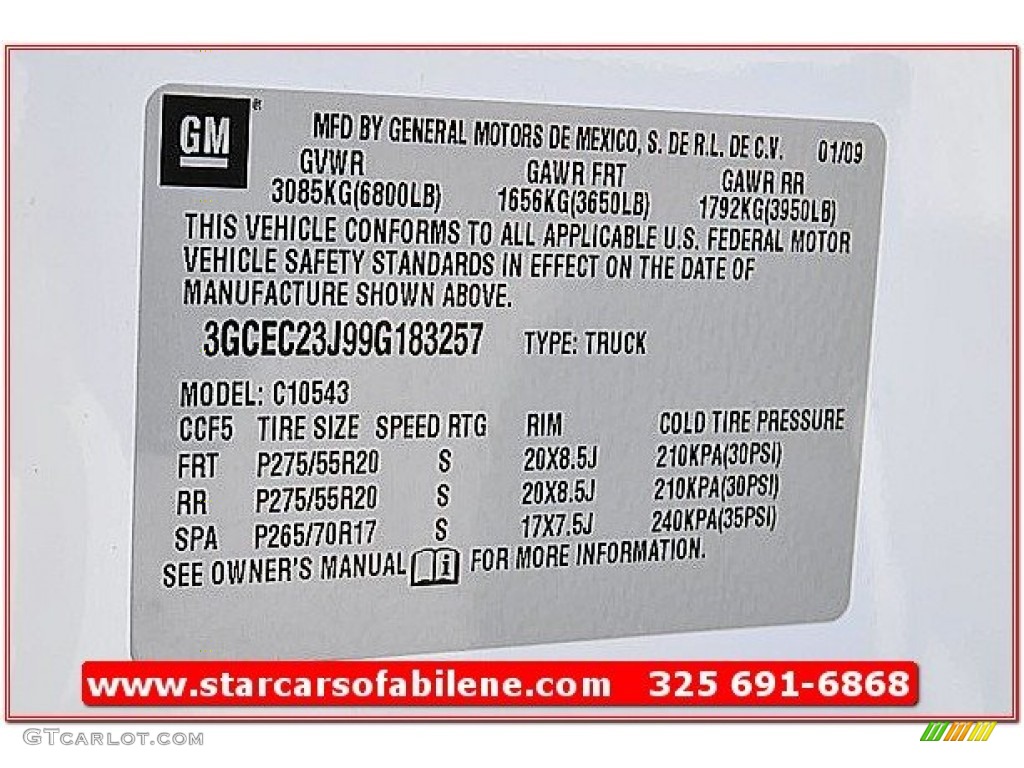 GM ®
MFD BY GENERAL MOTORS DE MEXICO, S. DE R.L. DE C.V. 01/09
GVWR GAWR FRT GAWR RR
3085KG(6800LB) 1656KG(3650LB) 1792KG(3950LB)
THIS VEHICLE CONFORMS TO ALL APPLICABLE U.S. FEDERAL MOTOR
VEHICLE SAFETY STANDARDS IN EFFECT ON THE DATE OF
MANUFACTURE SHOWN ABOVE.
3GCEC23J99G183257 TYPE: TRUCK
MODEL: C10543
CCF5 TIRE SIZE SPEED RTG RIM COLD TIRE PRESSURE
FRT P275/55R20 S 20X8.5J 210KPA(30PSI)
RR P275/55R20 S 20X8.5J 210KPA(30PSI)
SPA P265/70R17 S 17X7.5J 240KPA(35PSI)
SEE OWNER'S MANUAL i FOR MORE INFORMATION.
www.starcarsofabilene.com 325 691-6868
GTCARLOT.COM